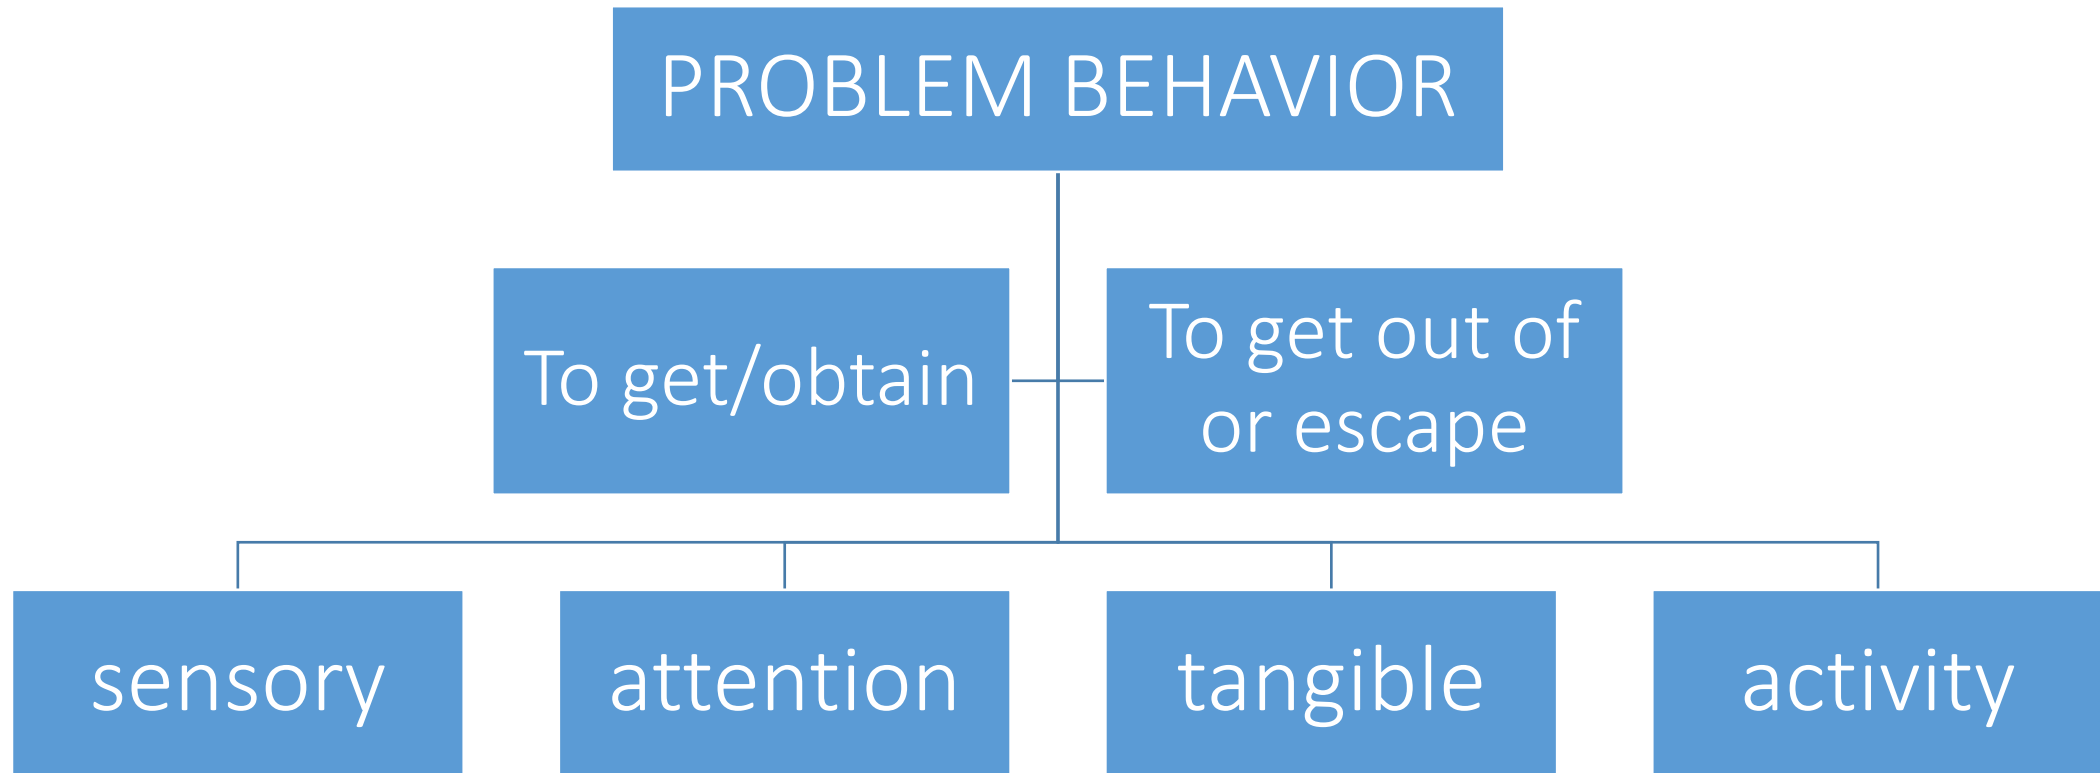 PROBLEM BEHAVIOR
To get/obtain
To get out of
or escape
sensory
attention
tangible
activity